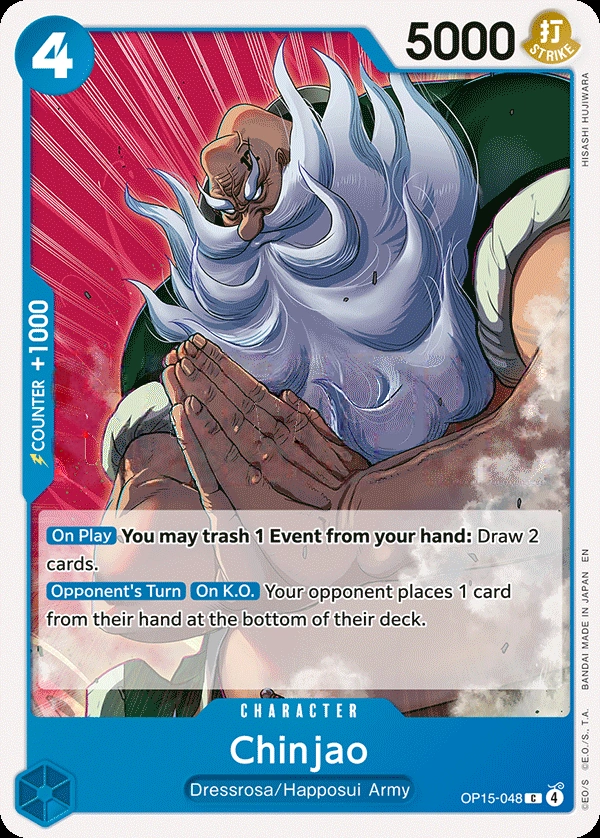 4
5000
打
STRIKE
HISASHI HUJIWARA
COUNTER +1000
On Play You may trash 1 Event from your hand: Draw 2
cards.
Opponent's Turn On K.O. Your opponent places 1 card
from their hand at the bottom of their deck.
CHARACTER
Chinjao
Dressrosa/Happosui Army
OP15-048 C 4
©E.O/S ©E.O./S., T.A. BANDAI MADE IN JAPAN EN